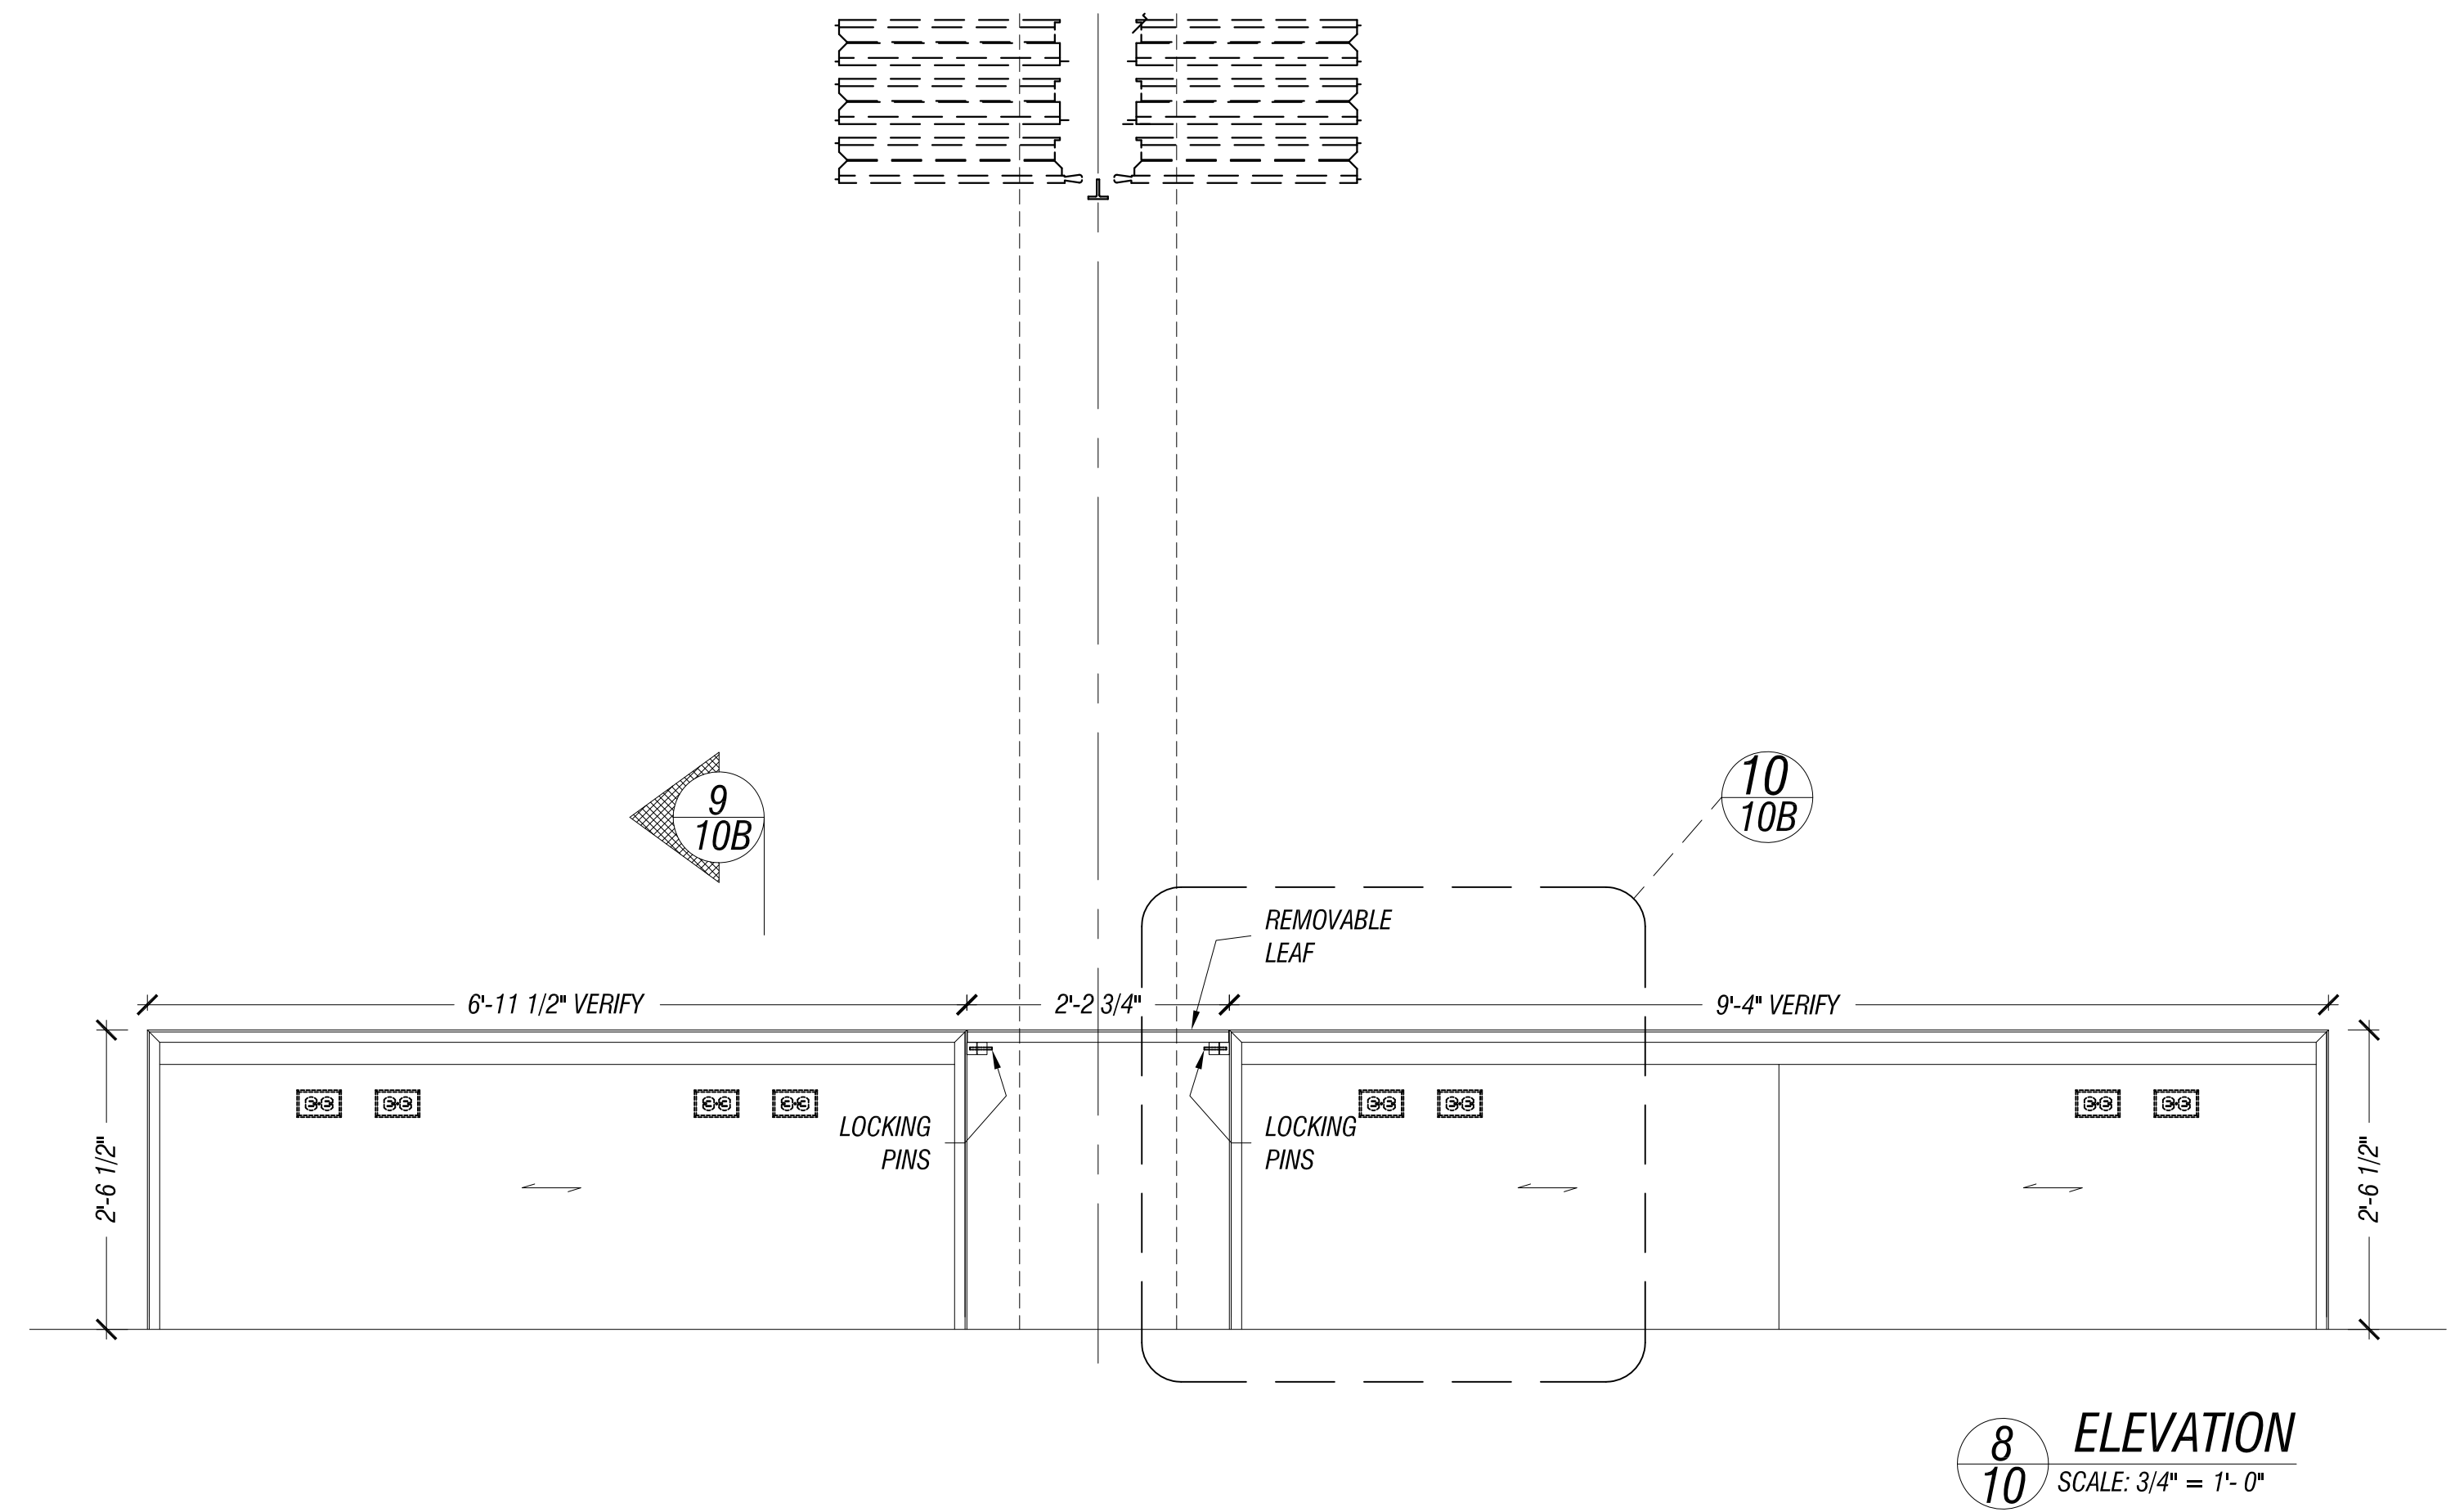 9
10B
10
10B
REMOVABLE
LEAF
6'-11 1/2" VERIFY
2'-2 3/4"
9'-4" VERIFY
LOCKING
PINS
LOCKING
PINS
2'-6 1/2"
2'-6 1/2"
8
10
ELEVATION
SCALE: 3/4" = 1'- 0"